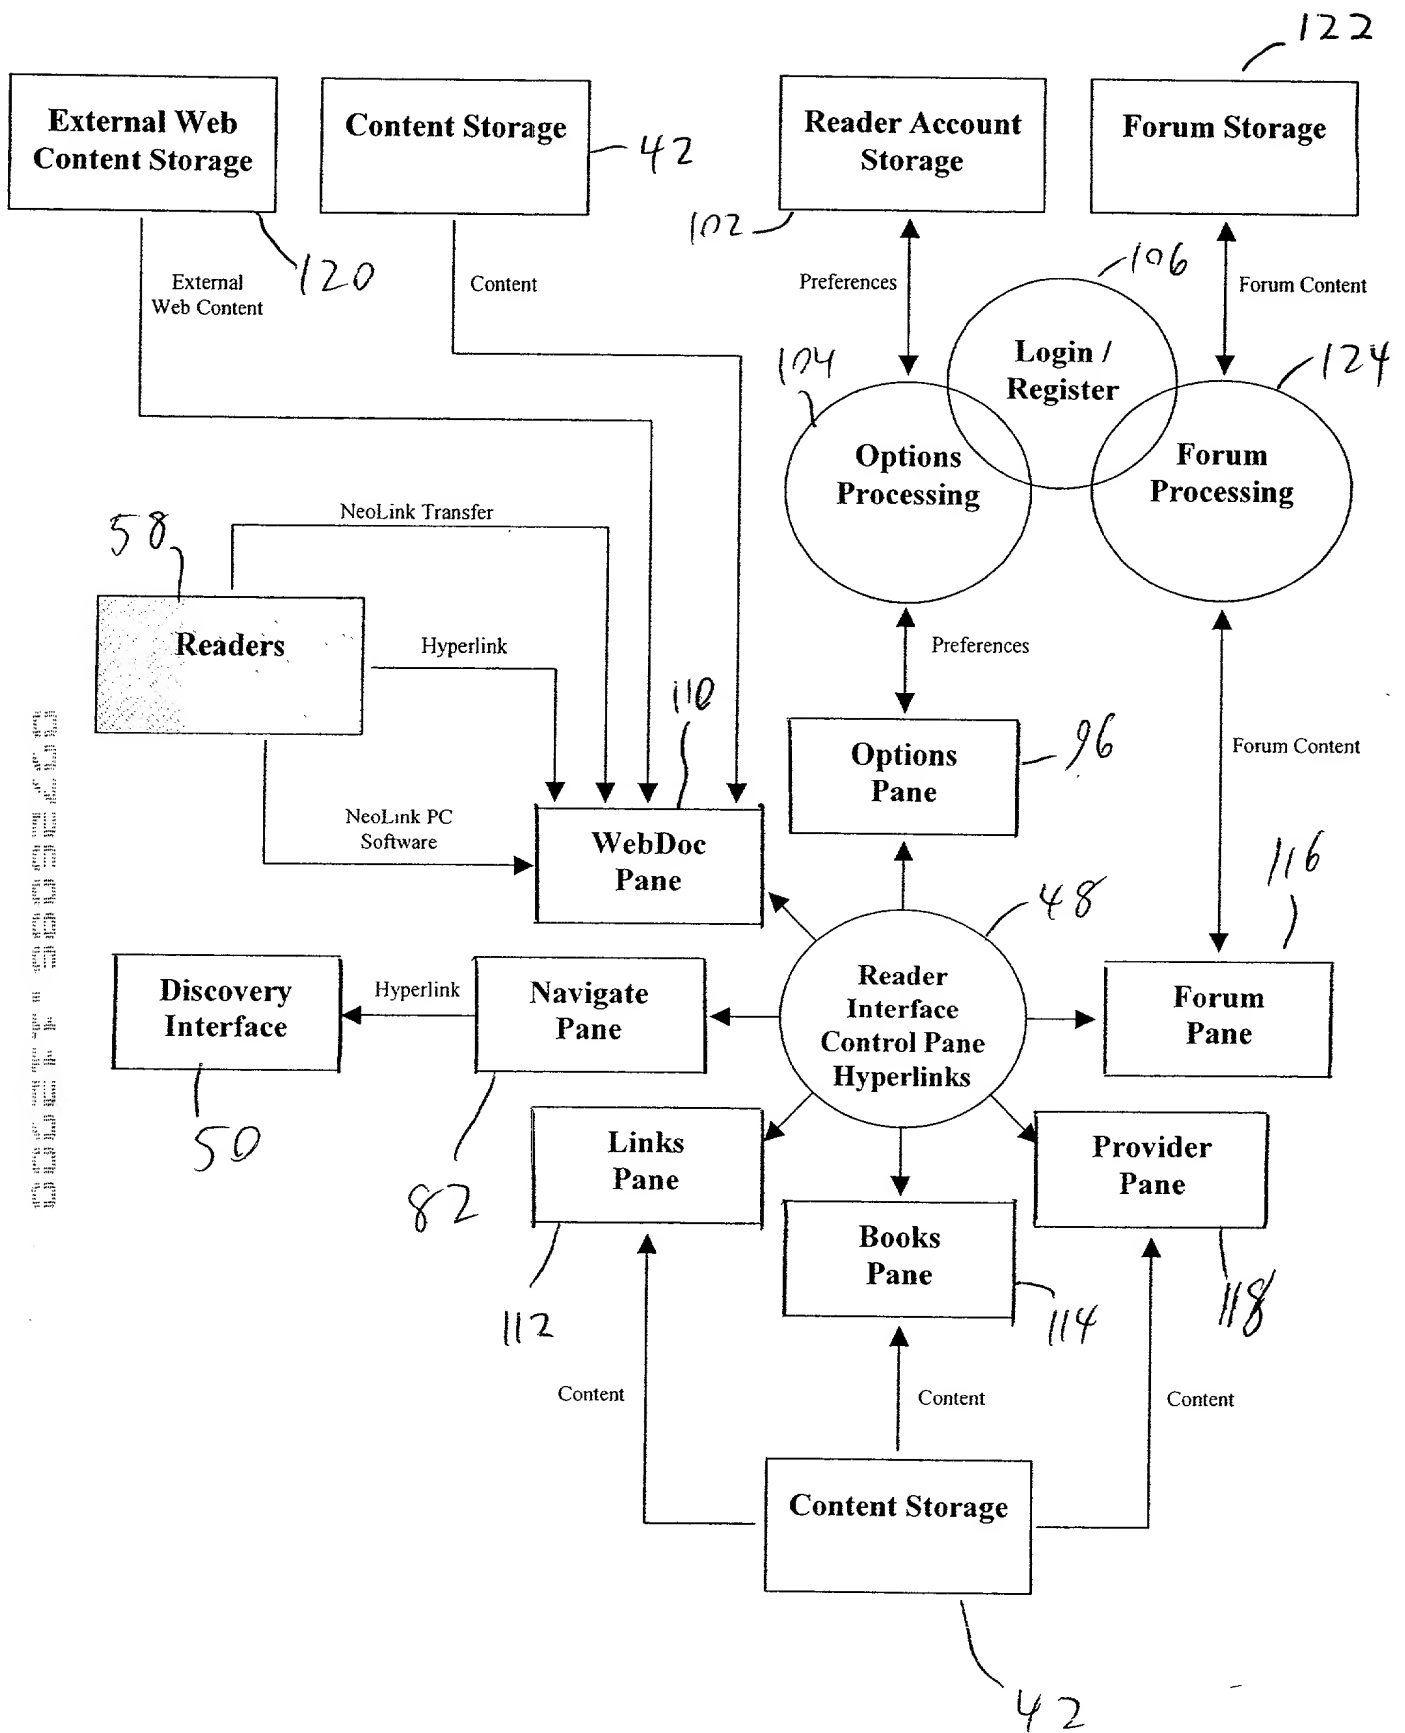 122
External Web
Content Storage
Content Storage
42
Reader Account
Storage
Forum Storage
102
120
106
External
Web Content
Content
Preferences
Forum Content
Login /
Register
104
124
Options
Processing
Forum
Processing
NeoLink Transfer
58
Readers
Hyperlink
Preferences
110
Options
Pane
96
Forum Content
NeoLink PC
Software
WebDoc
Pane
116
48
Discovery
Interface
Hyperlink
Navigate
Pane
Reader
Interface
Control Pane
Hyperlinks
Forum
Pane
50
82
Links
Pane
Provider
Pane
Books
Pane
112
114
118
Content
Content
Content
Content Storage
42